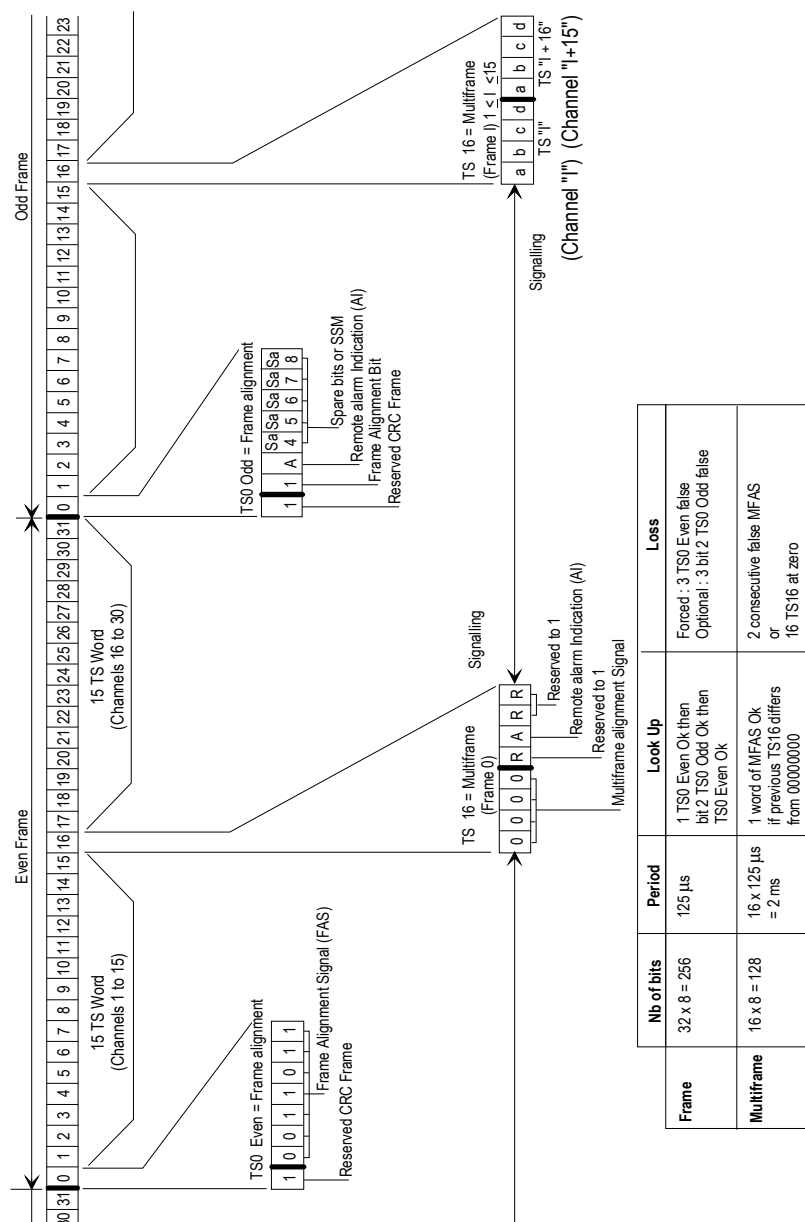 Even Frame
Odd Frame
30 31 0 1 2 3 4 5 6 7 8 9 10 11 12 13 14 15 16 17 18 19 20 21 22 23 24 25 26 27 28 29 30 31 0 1 2 3 4 5 6 7 8 9 10 11 12 13 14 15 16 17 18 19 20 21 22 23
15 TS Word
(Channels 1 to 15)
15 TS Word
(Channels 16 to 30)
TS0 Even = Frame alignment
1 0 0 1 1 0 1 1
Frame Alignment Signal (FAS)
Reserved CRC Frame
TS0 Odd = Frame alignment
1 1 A Sa 4 Sa 5 Sa 6 Sa 7 Sa 8
Spare bits or SSM
Remote alarm Indication (AI)
Frame Alignment Bit
Reserved CRC Frame
TS 16 = Multiframe
(Frame 0)
0 0 0 0 R A R R
Reserved to 1
Remote alarm Indication (AI)
Reserved to 1
Multiframe alignment Signal
Signalling
Signalling
TS 16 = Multiframe
(Frame I) 1 < I <15
a b c d a b c d
TS "I" TS "I + 16"
(Channel "I") (Channel "I+15")
Nb of bits Period Look Up Loss
Frame 32 x 8 = 256 125 µs 1 TS0 Even Ok then Forced : 3 TS0 Even false
bit 2 TS0 Odd Ok then Optional : 3 bit 2 TS0 Odd false
TS0 Even Ok
Multiframe 16 x 8 = 128 16 x 125 µs 1 word of MFAS Ok 2 consecutive false MFAS
= 2 ms if previous TS16 differs or
from 00000000 16 TS16 at zero